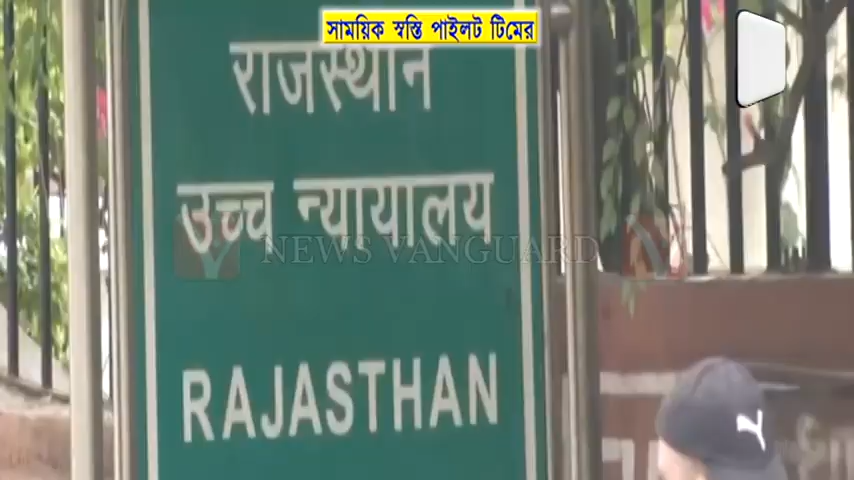 সাময়িক স্বস্তি পাইলট টিমের
राजस्थान
उच्च न्यायालय
NEWS VANGUARD
RAJASTHAN